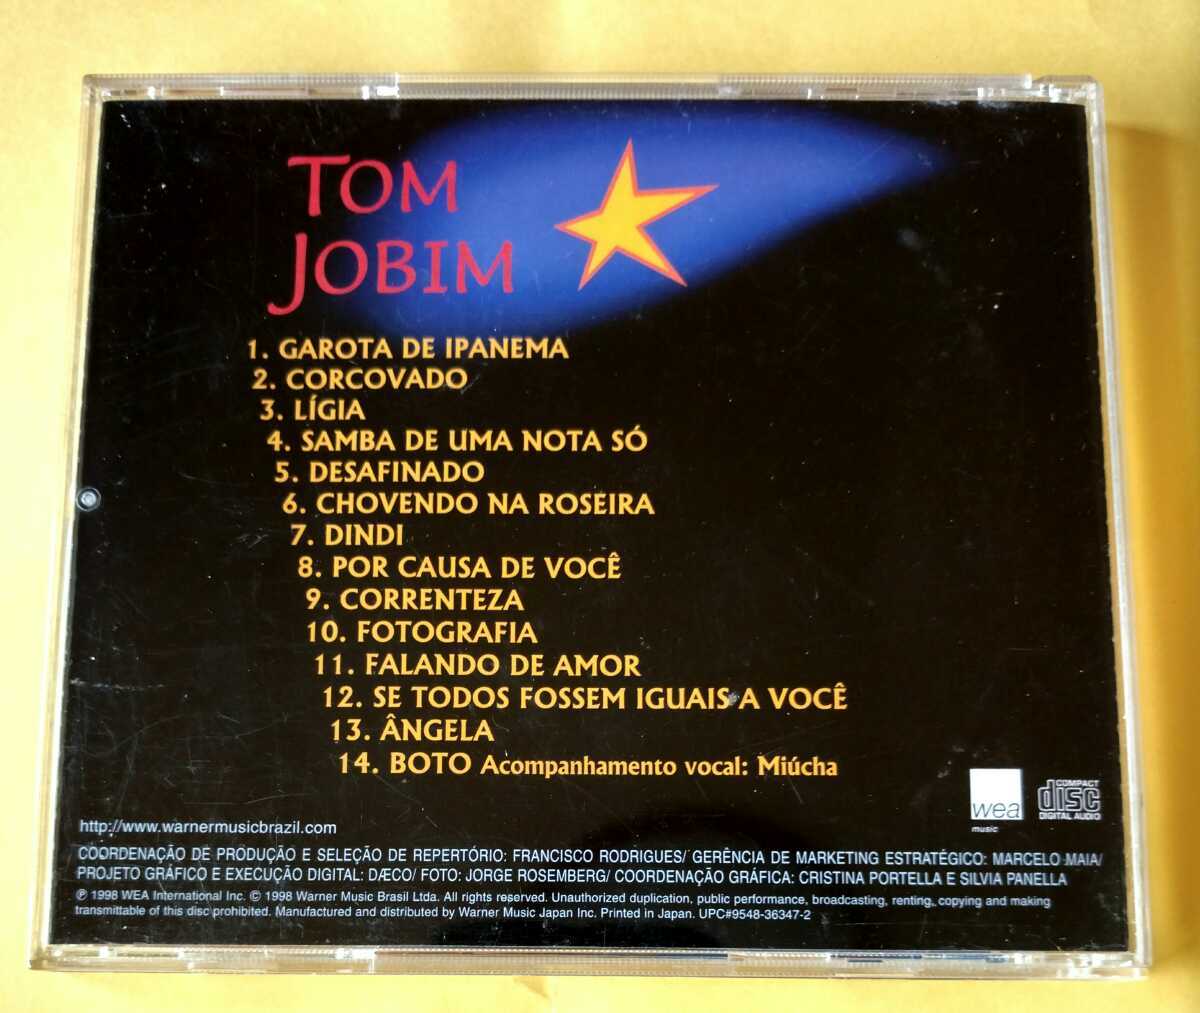 TOM
JOBIM
1. GAROTA DE IPANEMA
2. CORCOVADO
3. LÍGIA
4. SAMBA DE UMA NOTA SÓ
5. DESAFINADO
6. CHOVENDO NA ROSEIRA
7. DINDI
8. POR CAUSA DE VOCÊ
9. CORRENTEZA
10. FOTOGRAFIA
11. FALANDO DE AMOR
12. SE TODOS FOSSEM IGUAIS A VOCÊ
13. ÂNGELA
14. BOTO Acompanhamento vocal: Miúcha
wea
music
COMPACT
disc
DIGITAL AUDIO
http://www.warnermusicbrazil.com
COORDENAÇÃO DE PRODUÇÃO E SELEÇÃO DE REPERTÓRIO: FRANCISCO RODRIGUES/ GERÊNCIA DE MARKETING ESTRATÉGICO: MARCELO MAIA/
PROJETO GRÁFICO E EXECUÇÃO DIGITAL: DÆCO/ FOTO: JORGE ROSEMBERG/ COORDENAÇÃO GRÁFICA: CRISTINA PORTELLA E SILVIA PANELLA
℗ 1998 WEA International Inc. © 1998 Warner Music Brasil Ltda. All rights reserved. Unauthorized duplication, public performance, broadcasting, renting, copying and making
transmittable of this disc prohibited. Manufactured and distributed by Warner Music Japan Inc. Printed in Japan. UPC#9548-36347-2